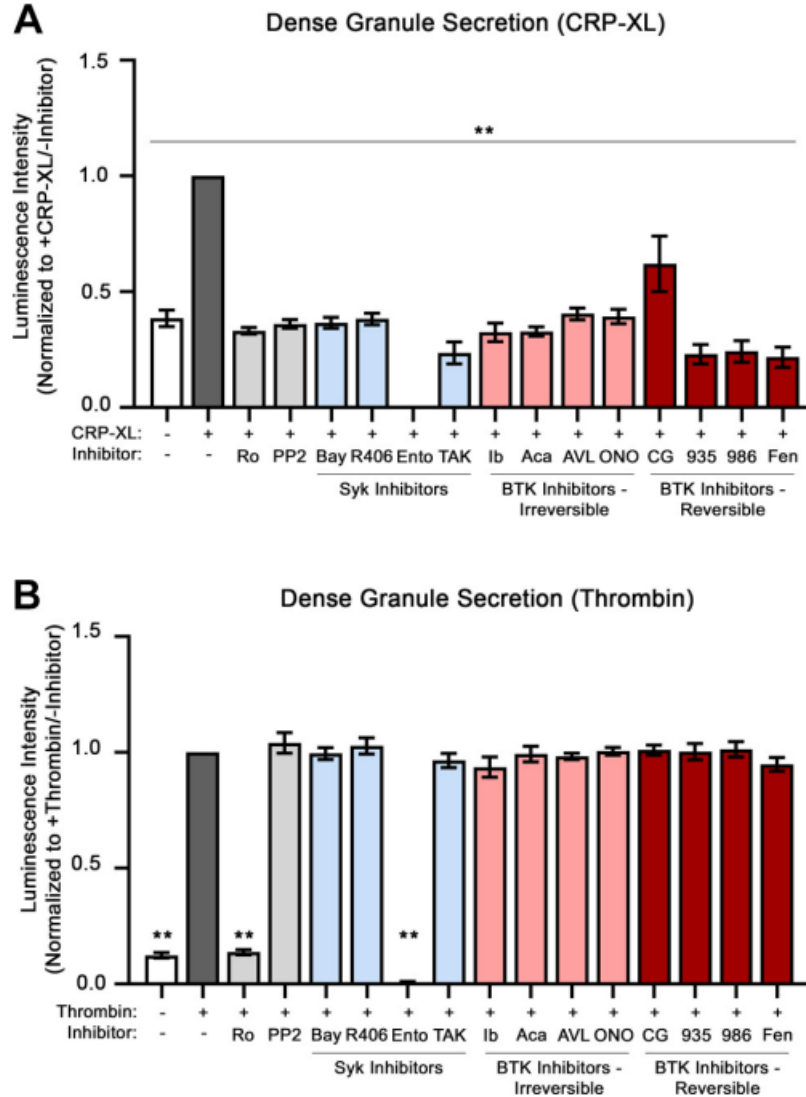 A
Dense Granule Secretion (CRP-XL)
Luminescence Intensity
(Normalized to +CRP-XL/-Inhibitor)
1.5
1.0
0.5
0.0
**
CRP-XL: - + + + + + + + + + + + + + + +
Inhibitor: - - Ro PP2 Bay R406 Ento TAK Ib Aca AVL ONO CG 935 986 Fen
Syk Inhibitors
BTK Inhibitors -
Irreversible
BTK Inhibitors -
Reversible
B
Dense Granule Secretion (Thrombin)
Luminescence Intensity
(Normalized to +Thrombin/-Inhibitor)
1.5
1.0
0.5
0.0
** ** **
Thrombin: - + + + + + + + + + + + + + + +
Inhibitor: - - Ro PP2 Bay R406 Ento TAK Ib Aca AVL ONO CG 935 986 Fen
Syk Inhibitors
BTK Inhibitors -
Irreversible
BTK Inhibitors -
Reversible